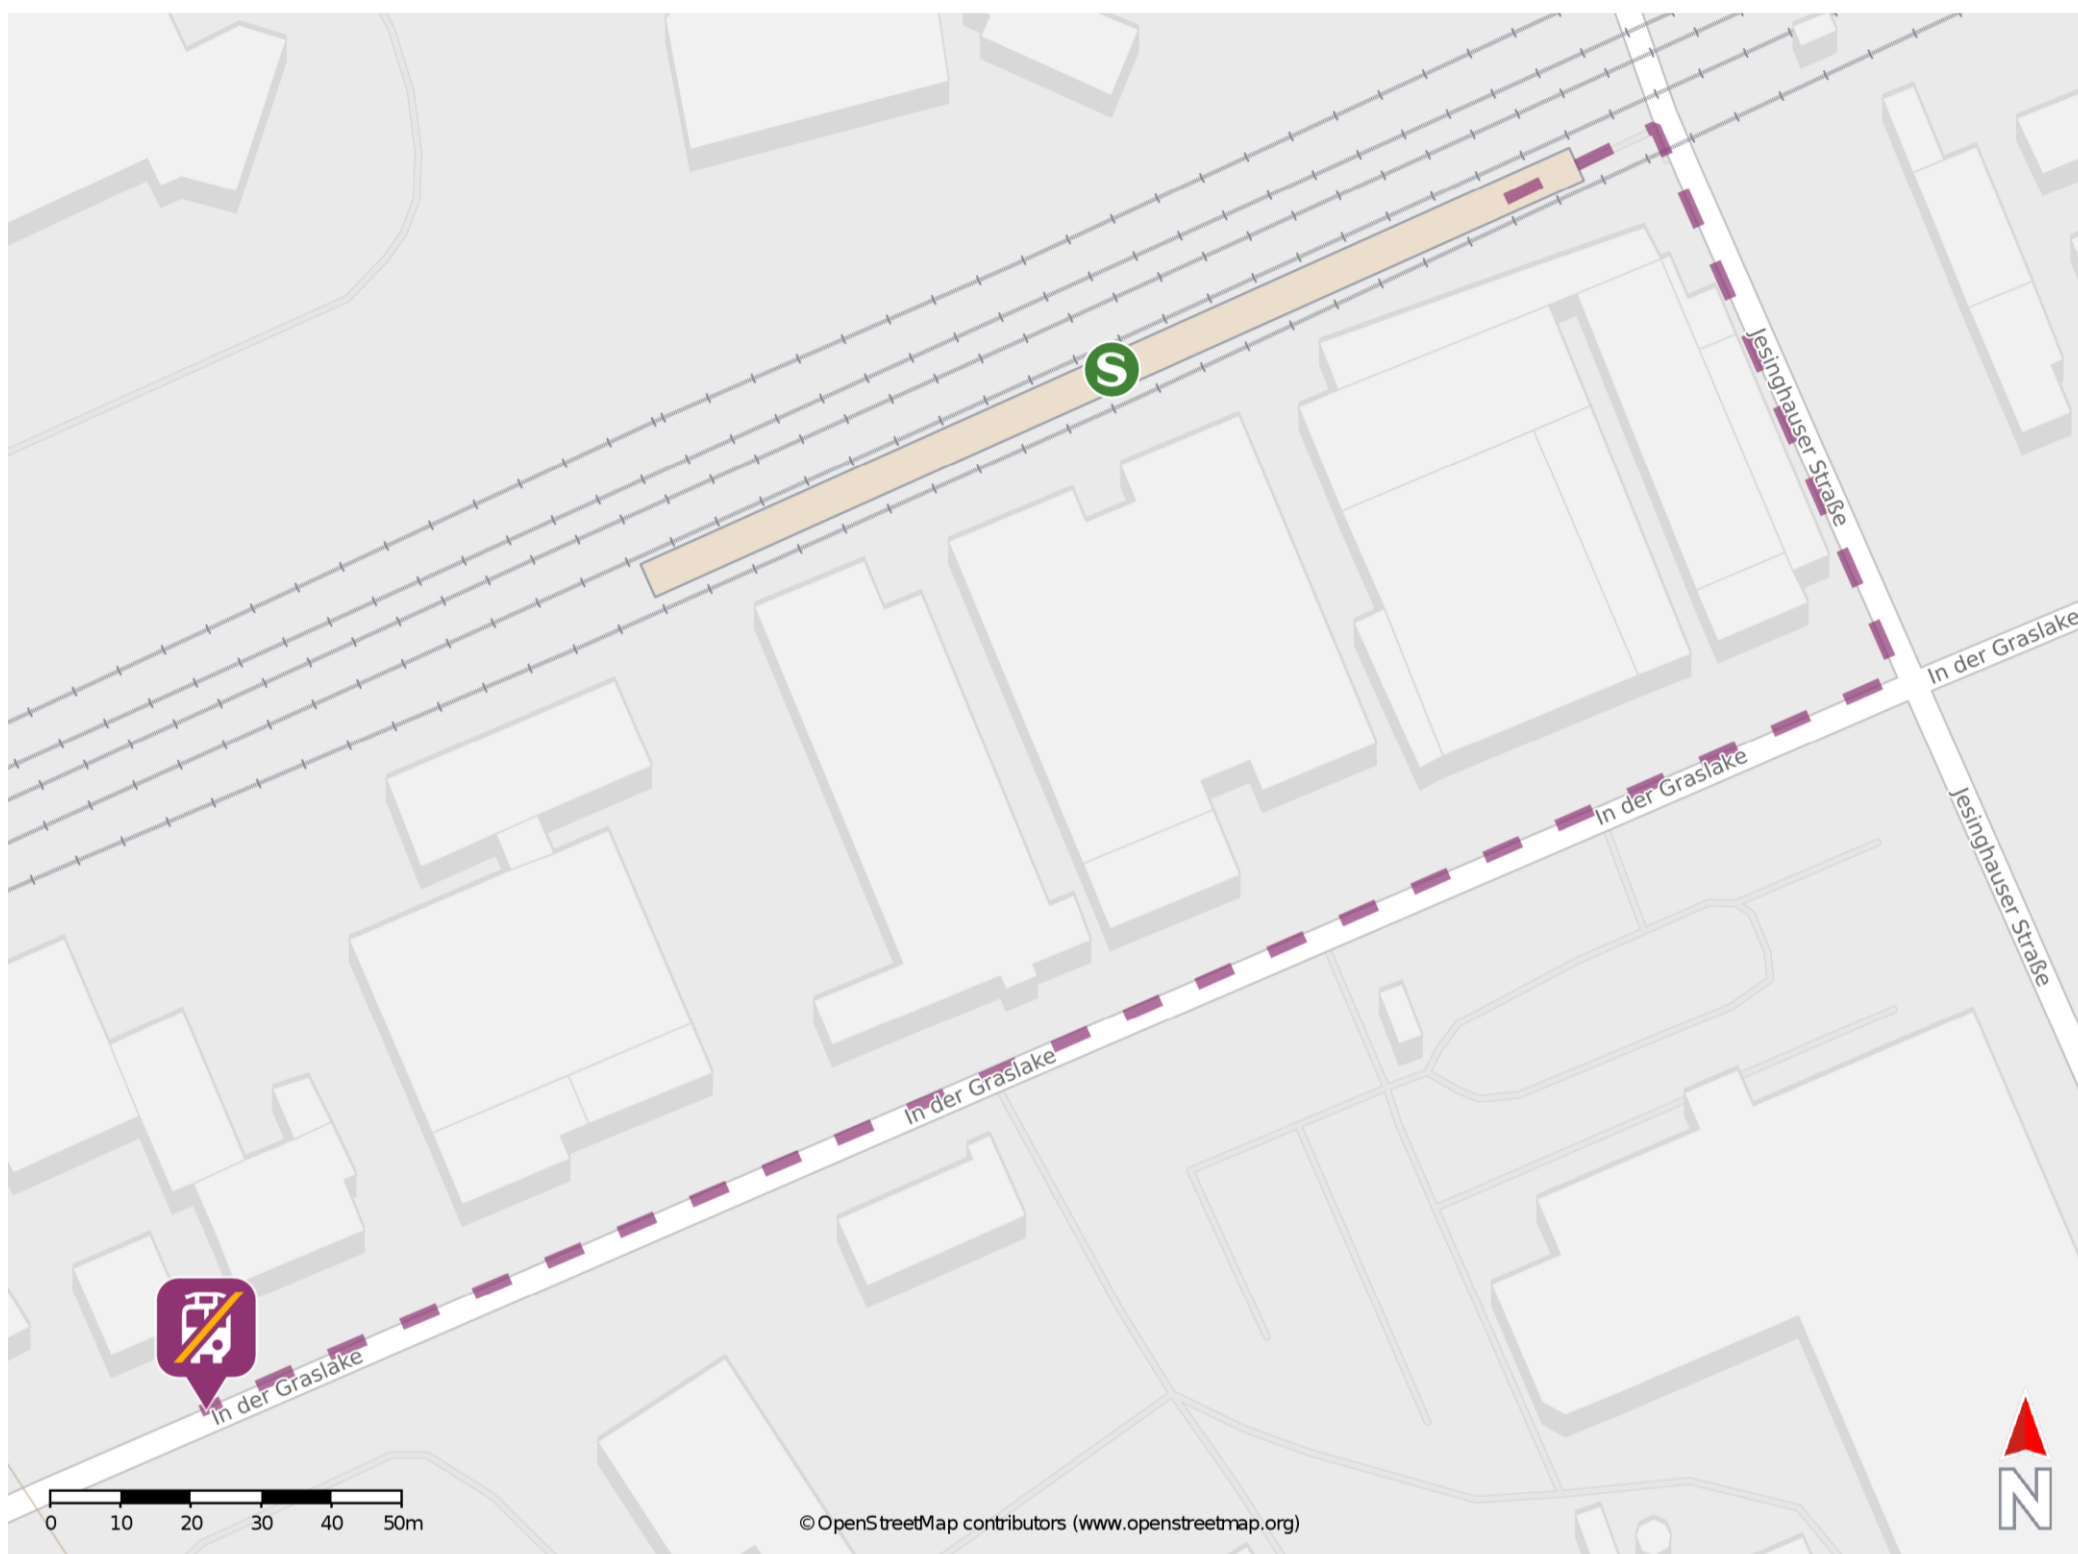 S
Jesinghauser Straße
In der Graslake
In der Graslake
Jesinghauser Straße
In der Graslake
In der Graslake
0 10 20 30 40 50m
© OpenStreetMap contributors (www.openstreetmap.org)
N